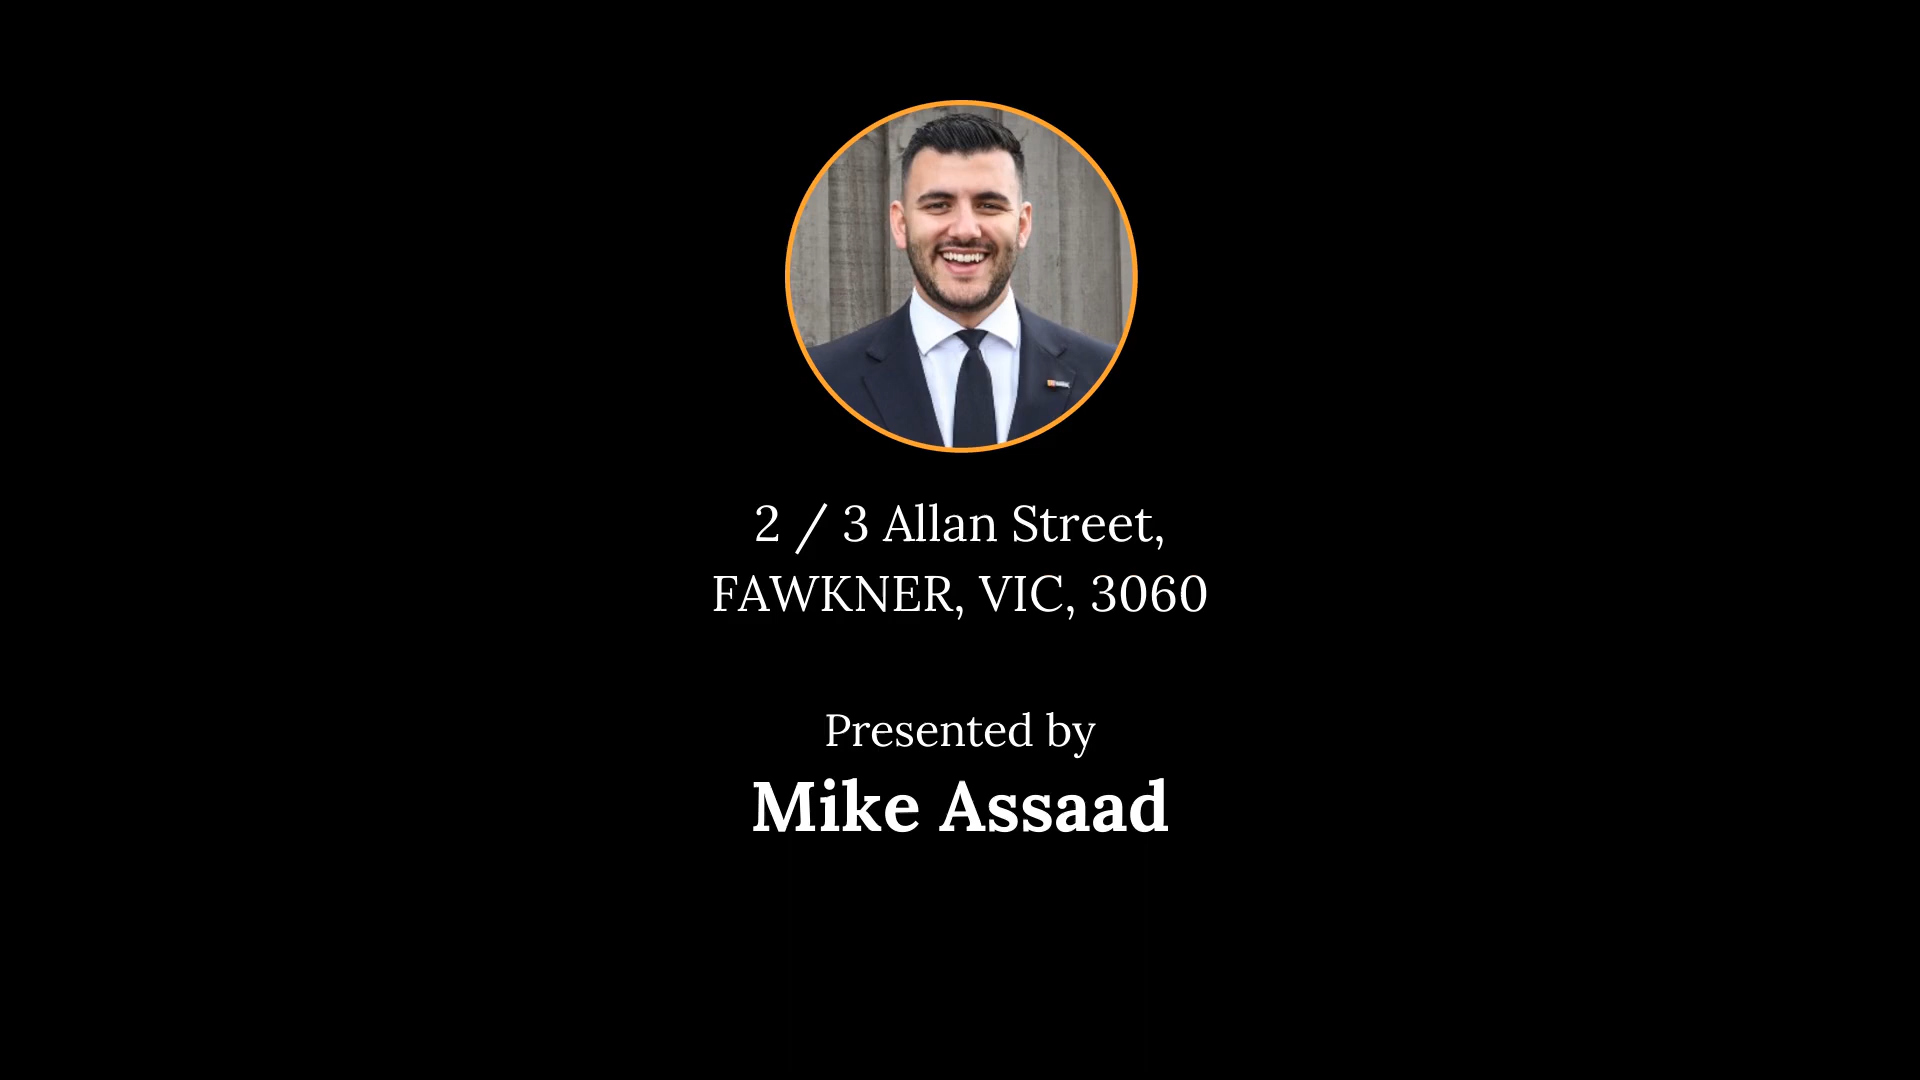 2 / 3 Allan Street,
FAWKNER, VIC, 3060
Presented by
Mike Assaad